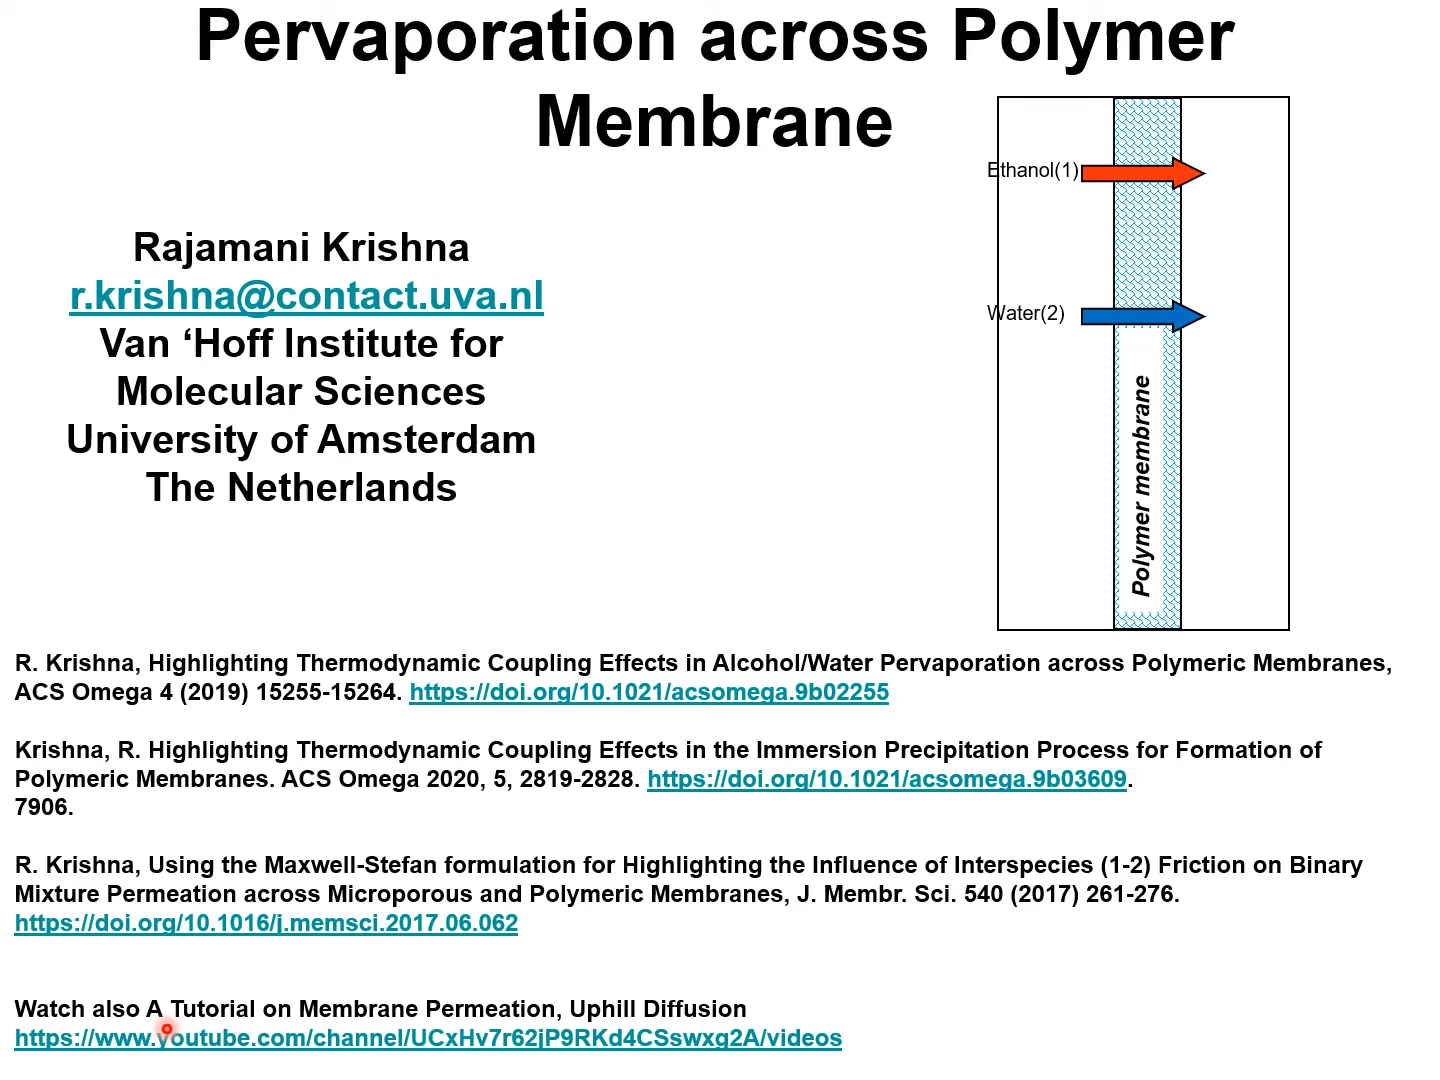 Pervaporation across Polymer
Membrane
Ethanol(1)
Water(2)
Polymer membrane
Rajamani Krishna
r.krishna@contact.uva.nl
Van ‘Hoff Institute for
Molecular Sciences
University of Amsterdam
The Netherlands
R. Krishna, Highlighting Thermodynamic Coupling Effects in Alcohol/Water Pervaporation across Polymeric Membranes,
ACS Omega 4 (2019) 15255-15264. https://doi.org/10.1021/acsomega.9b02255
Krishna, R. Highlighting Thermodynamic Coupling Effects in the Immersion Precipitation Process for Formation of
Polymeric Membranes. ACS Omega 2020, 5, 2819-2828. https://doi.org/10.1021/acsomega.9b03609.
7906.
R. Krishna, Using the Maxwell-Stefan formulation for Highlighting the Influence of Interspecies (1-2) Friction on Binary
Mixture Permeation across Microporous and Polymeric Membranes, J. Membr. Sci. 540 (2017) 261-276.
https://doi.org/10.1016/j.memsci.2017.06.062
Watch also A Tutorial on Membrane Permeation, Uphill Diffusion
https://www.youtube.com/channel/UCxHv7r62jP9RKd4CSswxg2A/videos